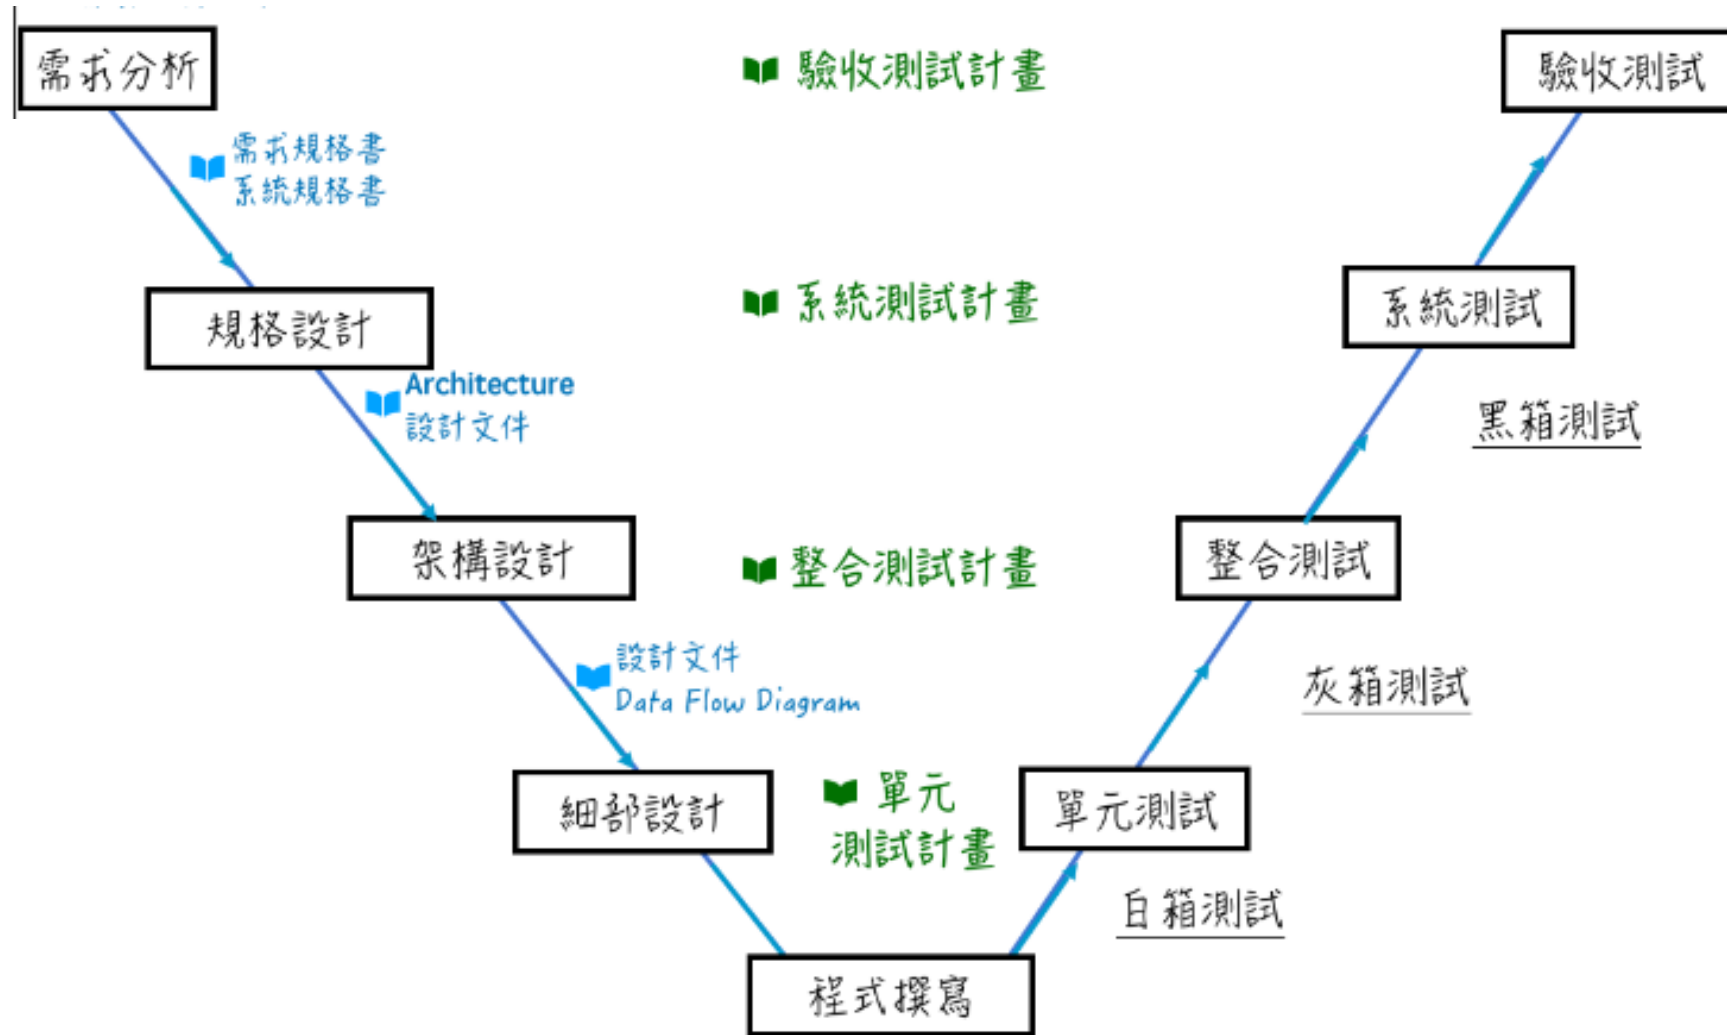 需求分析
驗收測試計畫
驗收測試
需求規格書
系統規格書
規格設計
系統測試計畫
系統測試
Architecture
設計文件
黑箱測試
架構設計
整合測試計畫
整合測試
設計文件
Data Flow Diagram
灰箱測試
細部設計
單元
測試計畫
單元測試
白箱測試
程式撰寫